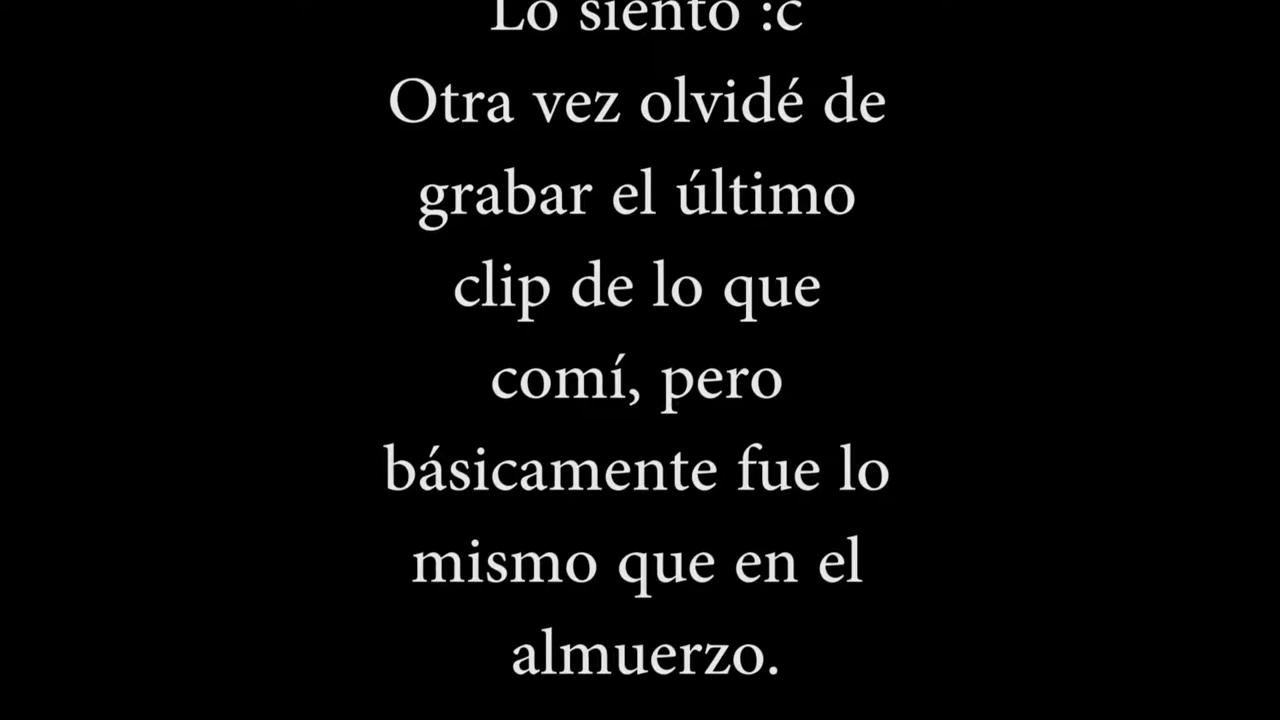 Lo siento :c
Otra vez olvidé de
grabar el último
clip de lo que
comí, pero
básicamente fue lo
mismo que en el
almuerzo.